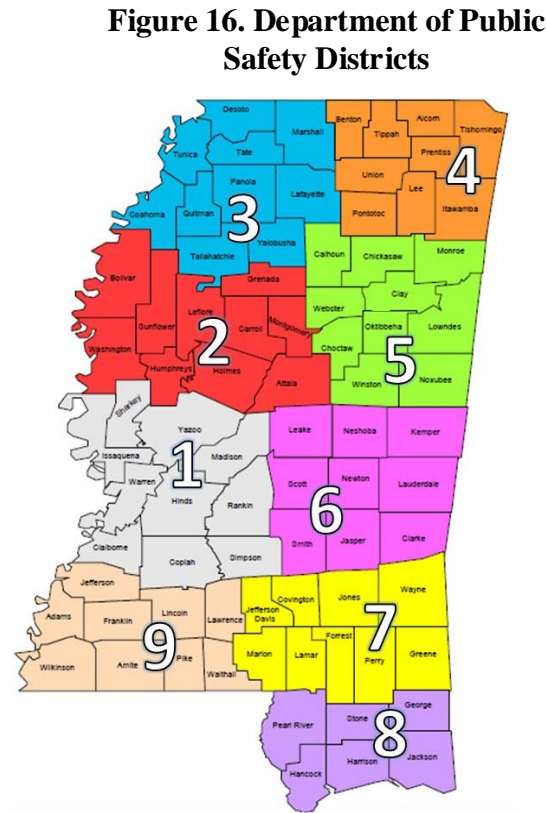 Figure 16. Department of Public
Safety Districts
Desoto
Marshall
Benton
Tippah
Alcorn
Tishomingo
Tunica
Tate
Prentiss
4
Panola
Lafayette
Union
Lee
Itawamba
Coahoma
Quitman
3
Pontotoc
Tallahatchie
Yalobusha
Calhoun
Chickasaw
Monroe
Bolivar
Grenada
Clay
Webster
Sunflower
Leflore
Carroll
Montgomery
Oktibbeha
Lowndes
Washington
2
Choctaw
5
Humphreys
Holmes
Attala
Winston
Noxubee
Sharkey
Yazoo
Leake
Neshoba
Kemper
Issaquena
1
Madison
Warren
Scott
Newton
Lauderdale
Hinds
Rankin
6
Claiborne
Copiah
Simpson
Smith
Jasper
Clarke
Jefferson
Adams
Franklin
Lincoln
Lawrence
Jefferson
Davis
Covington
Jones
Wayne
9
7
Wilkinson
Amite
Pike
Walthall
Marion
Lamar
Forrest
Perry
Greene
Pearl River
Stone
George
8
Hancock
Harrison
Jackson